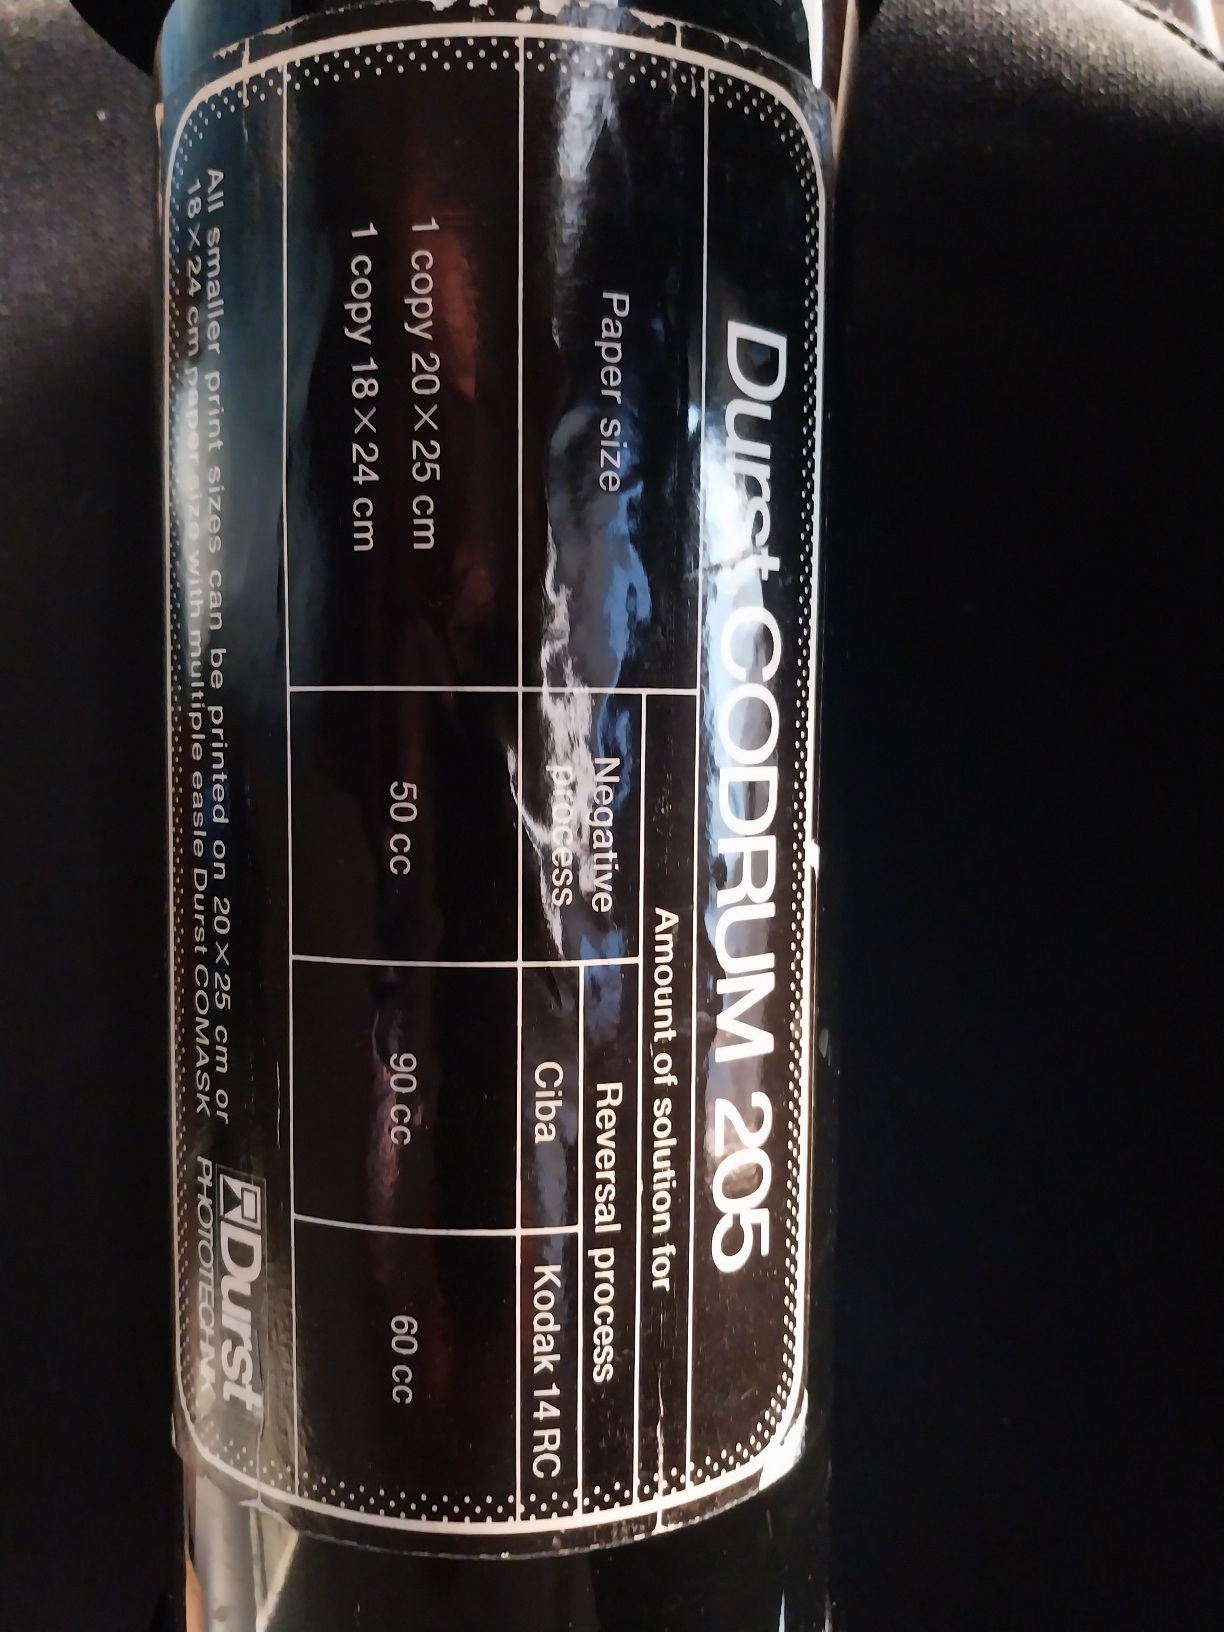 Durst CODRUM 205
Paper size
Amount of solution for
Negative
process
Reversal process
Ciba
Kodak 14 RC
1 copy 20 × 25 cm
1 copy 18 × 24 cm
50 cc
90 cc
60 cc
All smaller print sizes can be printed on 20 × 25 cm or
18 × 24 cm paper size with multiple easle Durst COMASK
Durst
PHOTOTECHNIK